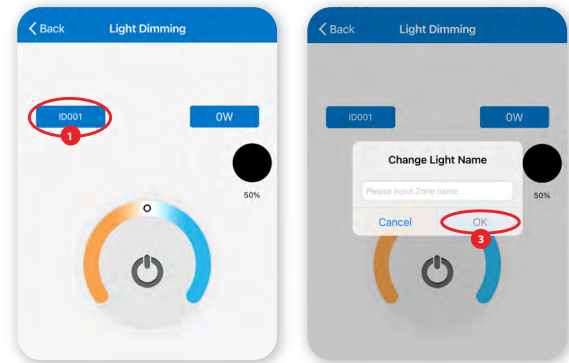 Back
Light Dimming
ID001
0W
1
50%
Back
Light Dimming
ID001
0W
Change Light Name
Please input Zone name
50%
Cancel
OK
3